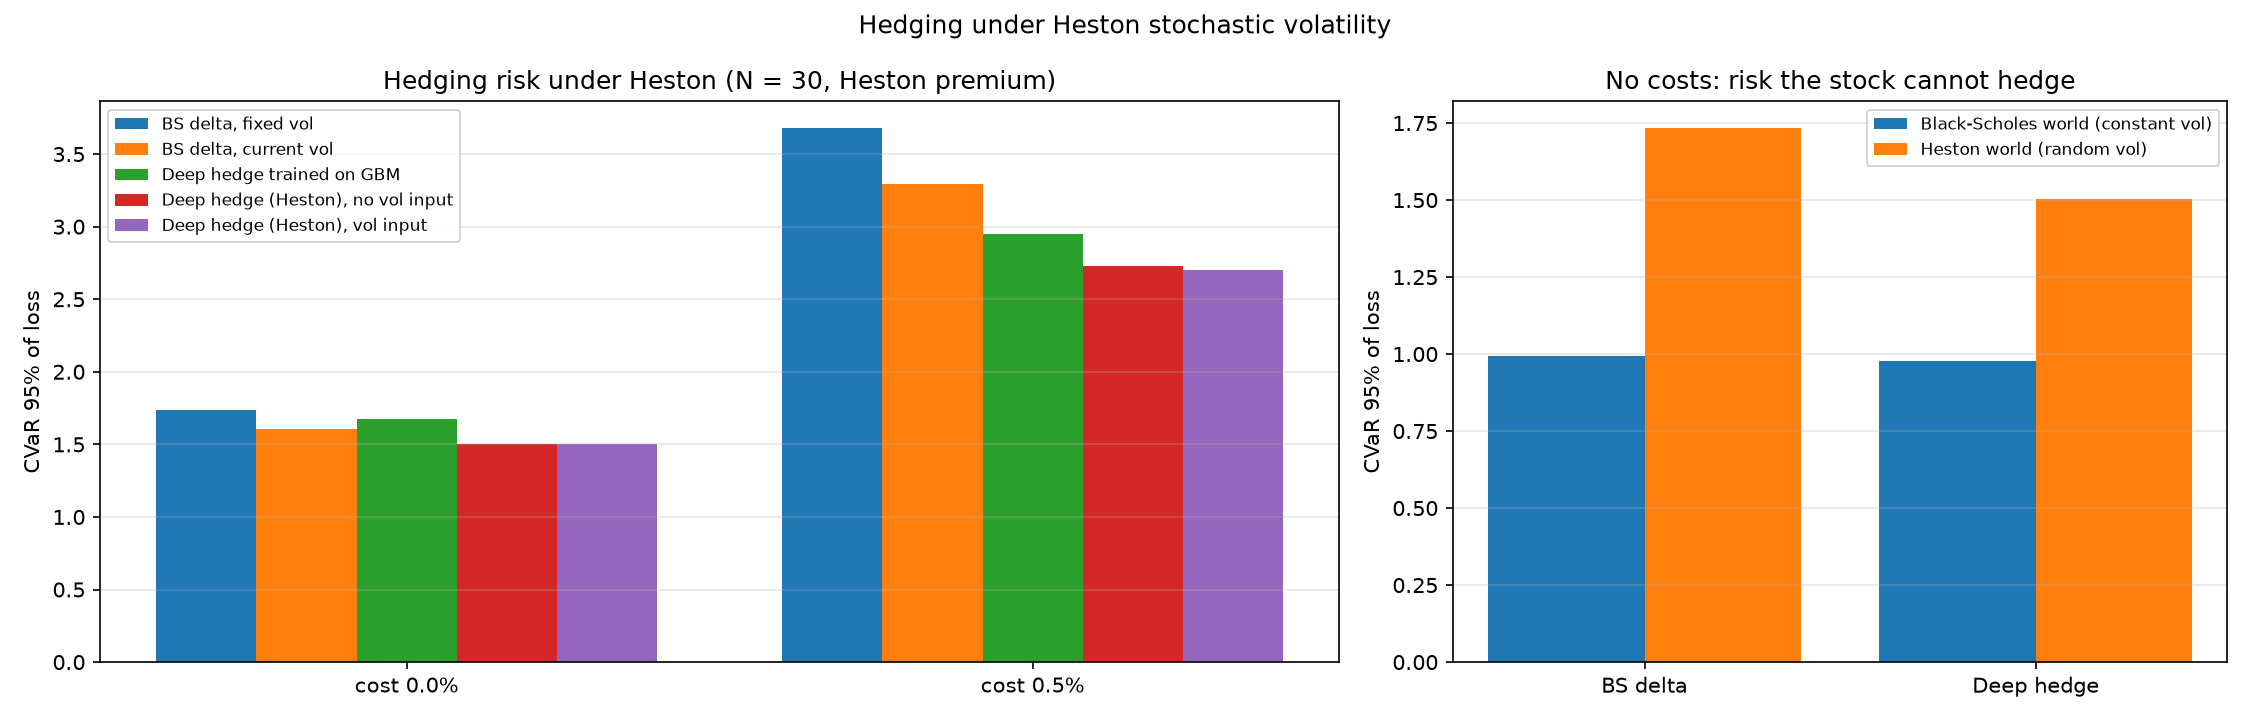 Hedging under Heston stochastic volatility
Hedging risk under Heston (N = 30, Heston premium)
CVaR 95% of loss
3.5
3.0
2.5
2.0
1.5
1.0
0.5
0.0
BS delta, fixed vol
BS delta, current vol
Deep hedge trained on GBM
Deep hedge (Heston), no vol input
Deep hedge (Heston), vol input
cost 0.0%
cost 0.5%
No costs: risk the stock cannot hedge
CVaR 95% of loss
1.75
1.50
1.25
1.00
0.75
0.50
0.25
0.00
Black-Scholes world (constant vol)
Heston world (random vol)
BS delta
Deep hedge